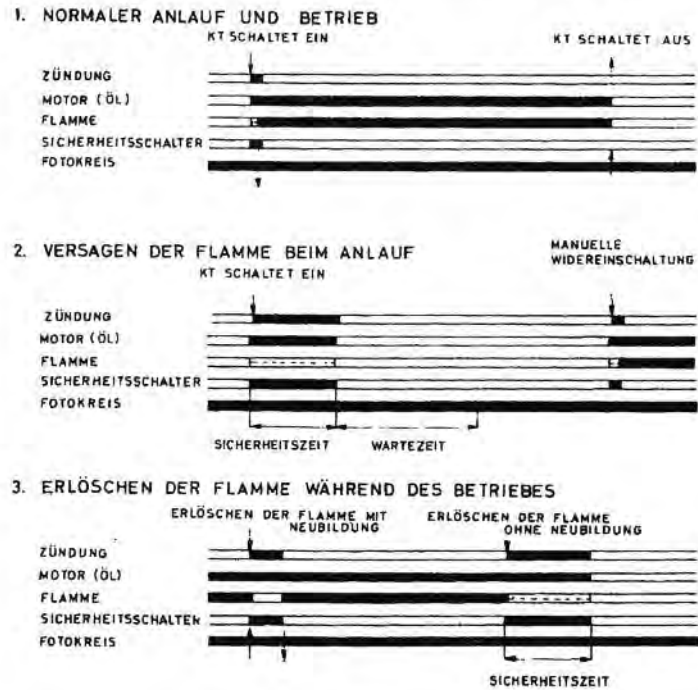 1. NORMALER ANLAUF UND BETRIEB
KT SCHALTET EIN
KT SCHALTET AUS
ZÜNDUNG
MOTOR (ÖL)
FLAMME
SICHERHEITSSCHALTER
FOTOKREIS
2. VERSAGEN DER FLAMME BEIM ANLAUF
KT SCHALTET EIN
MANUELLE
WIDEREINSCHALTUNG
ZÜNDUNG
MOTOR (ÖL)
FLAMME
SICHERHEITSSCHALTER
FOTOKREIS
SICHERHEITSZEIT
WARTEZEIT
3. ERLÖSCHEN DER FLAMME WÄHREND DES BETRIEBES
ERLÖSCHEN DER FLAMME MIT
NEUBILDUNG
ERLÖSCHEN DER FLAMME
OHNE NEUBILDUNG
ZÜNDUNG
MOTOR (ÖL)
FLAMME
SICHERHEITSSCHALTEN
FOTOKREIS
SICHERHEITSZEIT